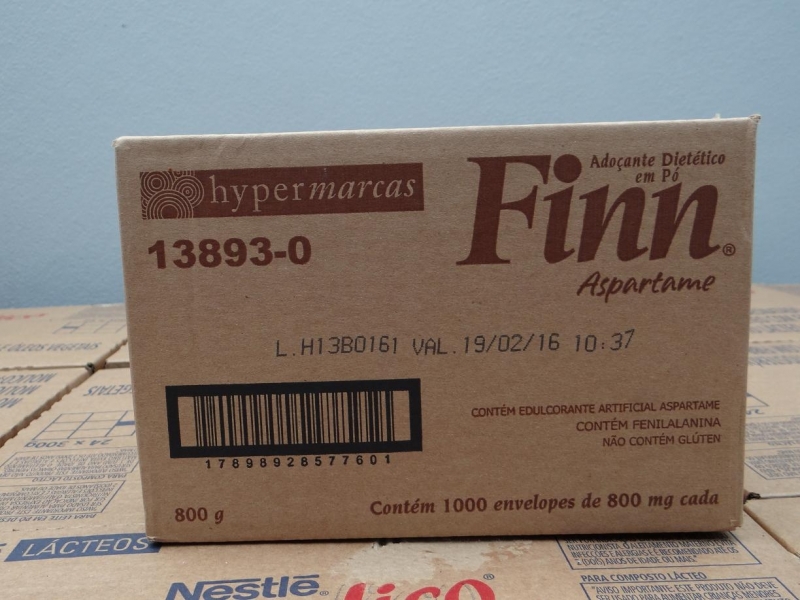 hypermarcas
13893-0
Adoçante Dietético
em Pó
Finn®
Aspartame
L.H13B0161 VAL.19/02/16 10:37
17898928577601
CONTÉM EDULCORANTE ARTIFICIAL ASPARTAME
CONTÉM FENILALANINA
NÃO CONTÉM GLÚTEN
800 g
Contém 1000 envelopes de 800 mg cada
24 x 300g
LÁCTEOS
Nestlé®
PARA COMPOSTO LÁCTEO